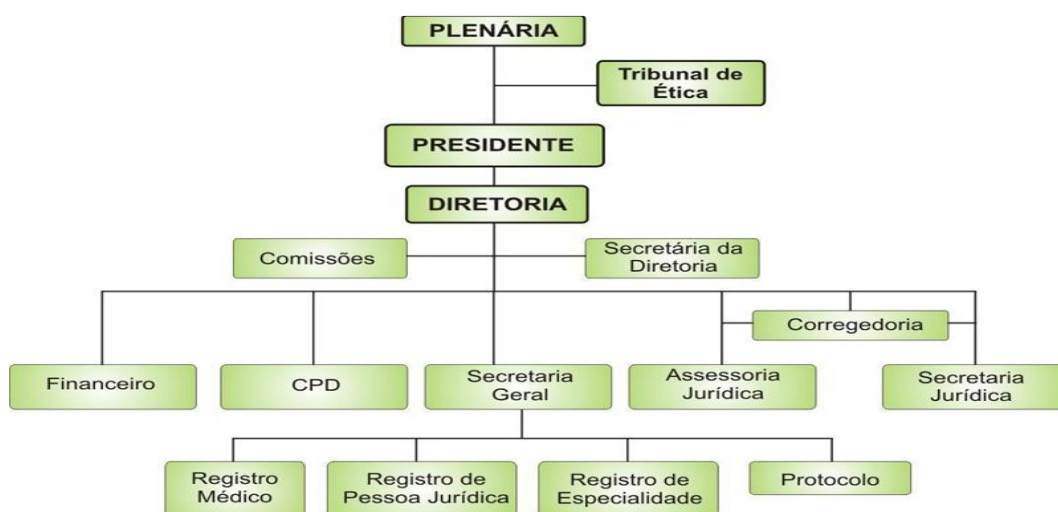 PLENÁRIA
Tribunal de
Ética
PRESIDENTE
DIRETORIA
Comissões
Secretária da
Diretoria
Corregedoria
Financeiro
CPD
Secretaria
Geral
Assessoria
Jurídica
Secretaria
Jurídica
Registro
Médico
Registro de
Pessoa Jurídica
Registro de
Especialidade
Protocolo